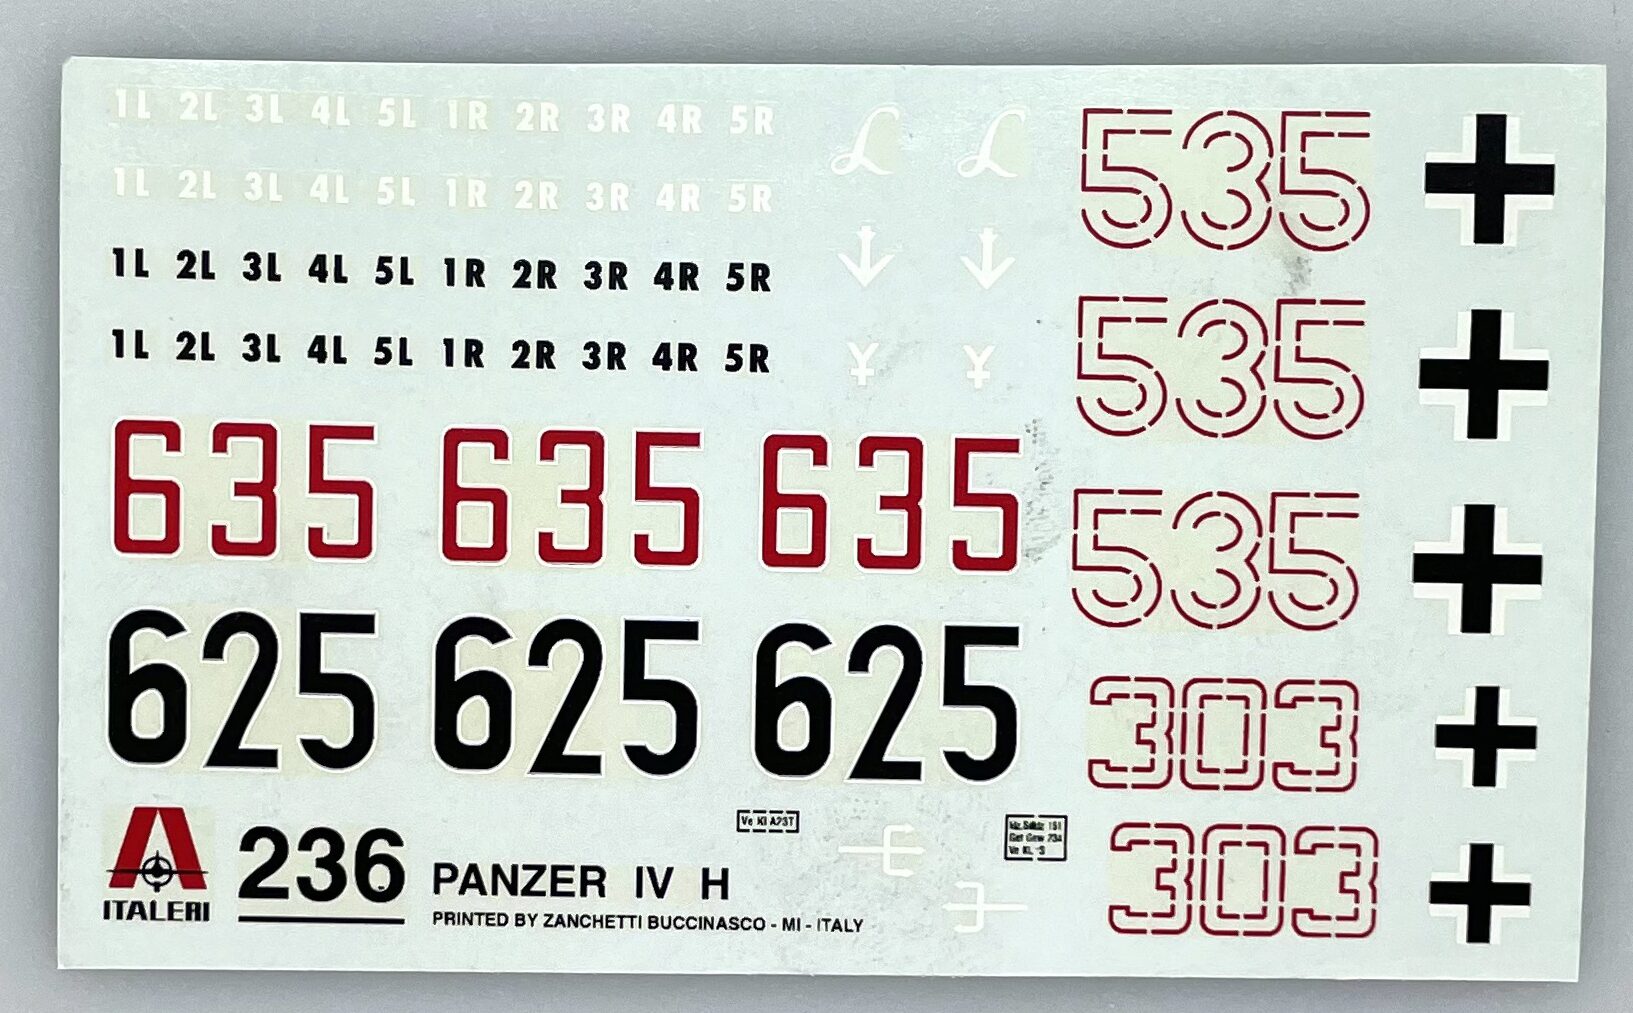 1L 2L 3L 4L 5L 1R 2R 3R 4R 5R
1L 2L 3L 4L 5L 1R 2R 3R 4R 5R
1L 2L 3L 4L 5L 1R 2R 3R 4R 5R
1L 2L 3L 4L 5L 1R 2R 3R 4R 5R
L L
¥ ¥
635 635 635
625 625 625
535
535
535
303
303
ITALERI
236
PANZER IV H
PRINTED BY ZANCHETTI BUCCINASCO - MI - ITALY
Ve Kl A23T